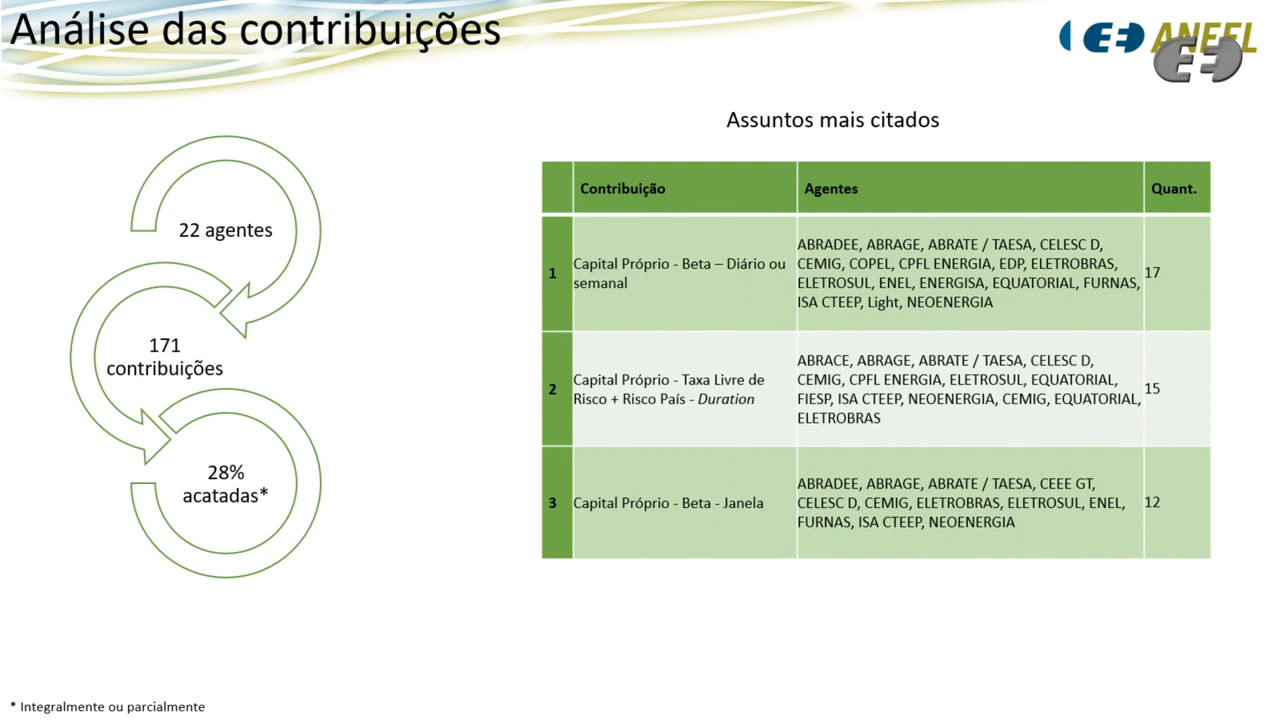 Análise das contribuições
ANEEL
Assuntos mais citados
22 agentes
171
contribuições
28%
acatadas*
Contribuição Agentes Quant.
1 Capital Próprio - Beta – Diário ou
semanal
ABRADEE, ABRAGE, ABRATE / TAESA, CELESC D,
CEMIG, COPEL, CPFL ENERGIA, EDP, ELETROBRAS,
ELETROSUL, ENEL, ENERGISA, EQUATORIAL, FURNAS,
ISA CTEEP, Light, NEOENERGIA
17
2 Capital Próprio - Taxa Livre de
Risco + Risco País - Duration
ABRACE, ABRAGE, ABRATE / TAESA, CELESC D,
CEMIG, CPFL ENERGIA, ELETROSUL, EQUATORIAL,
FIESP, ISA CTEEP, NEOENERGIA, CEMIG, EQUATORIAL,
ELETROBRAS
15
3 Capital Próprio - Beta - Janela
ABRADEE, ABRAGE, ABRATE / TAESA, CEEE GT,
CELESC D, CEMIG, ELETROBRAS, ELETROSUL, ENEL,
FURNAS, ISA CTEEP, NEOENERGIA
12
* Integralmente ou parcialmente